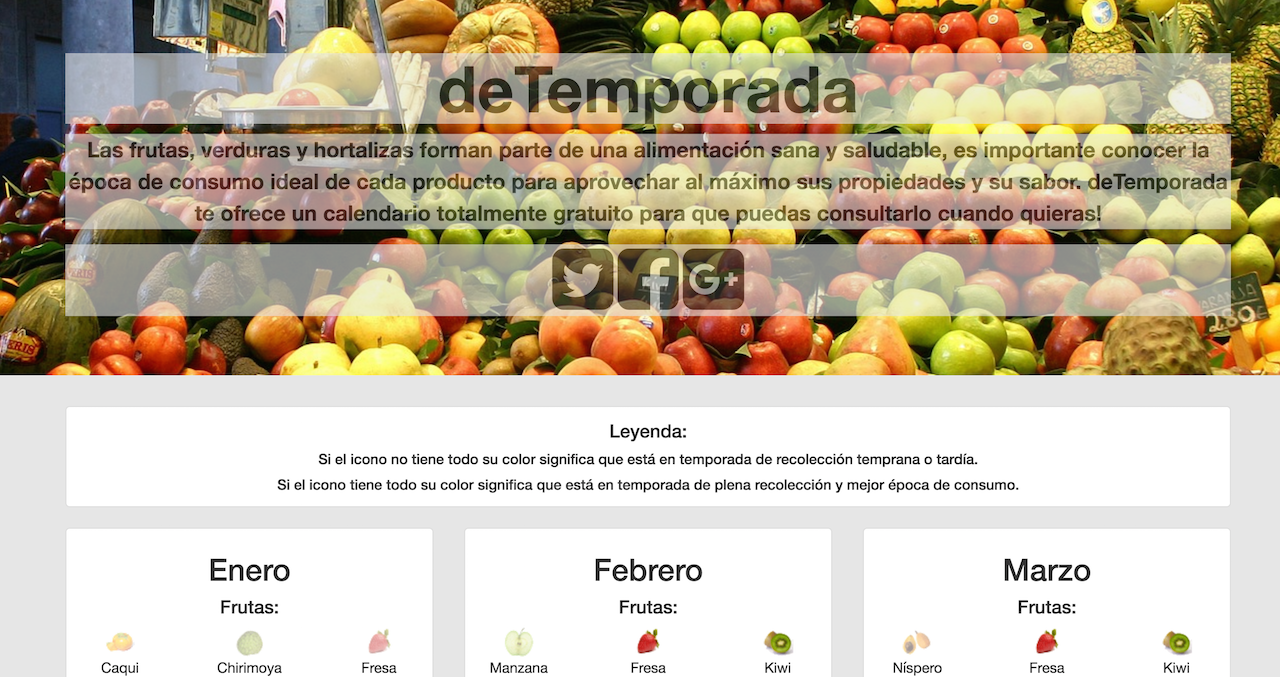 deTemporada
Las frutas, verduras y hortalizas forman parte de una alimentación sana y saludable, es importante conocer la
época de consumo ideal de cada producto para aprovechar al máximo sus propiedades y su sabor. deTemporada
te ofrece un calendario totalmente gratuito para que puedas consultarlo cuando quieras!
G+
280
Leyenda:
Si el icono no tiene todo su color significa que está en temporada de recolección temprana o tardía.
Si el icono tiene todo su color significa que está en temporada de plena recolección y mejor época de consumo.
Enero Febrero Marzo
Frutas: Frutas: Frutas:
Caqui Chirimoya Fresa Manzana Fresa Kiwi Níspero Fresa Kiwi